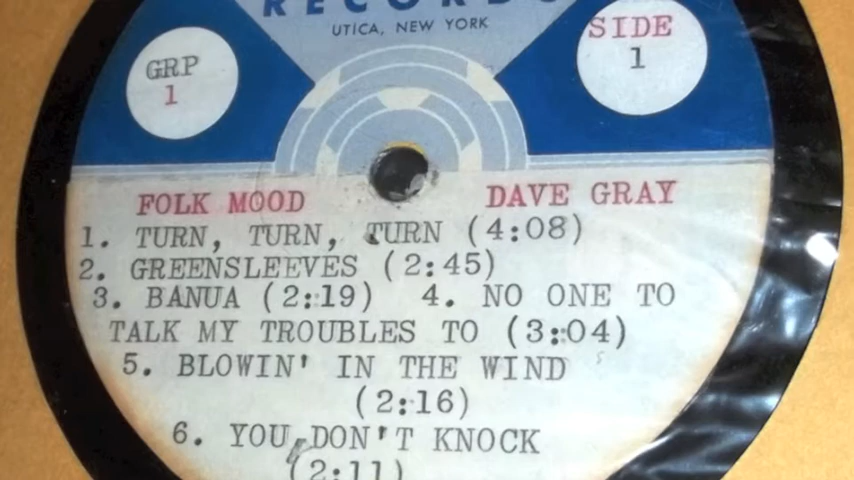 RECORDS
UTICA, NEW YORK
GRP
1
SIDE
1
FOLK MOOD DAVE GRAY
1. TURN, TURN, TURN (4:08)
2. GREENSLEEVES (2:45)
3. BANUA (2:19) 4. NO ONE TO
TALK MY TROUBLES TO (3:04)
5. BLOWIN' IN THE WIND
(2:16)
6. YOU DON'T KNOCK
(2:11)